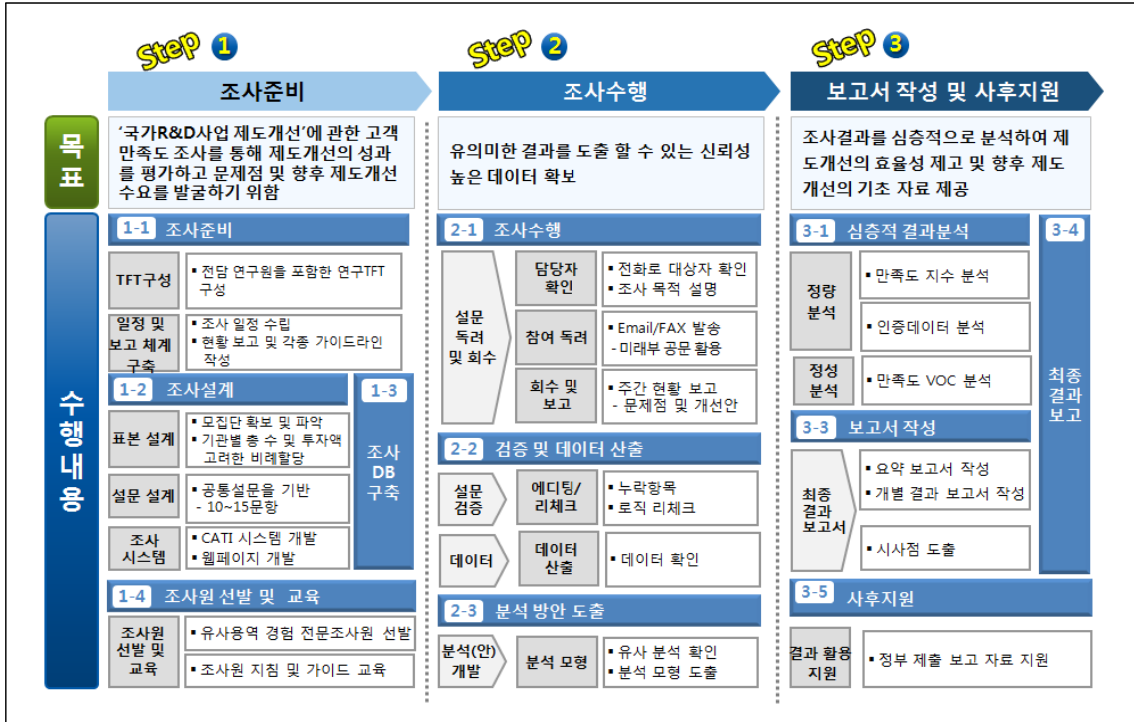 Step 1
조사준비
Step 2
조사수행
Step 3
보고서 작성 및 사후지원
목
표
'국가R&D사업 제도개선'에 관한 고객
만족도 조사를 통해 제도개선의 성과
를 평가하고 문제점 및 향후 제도개선
수요를 발굴하기 위함
유의미한 결과를 도출 할 수 있는 신뢰성
높은 데이터 확보
조사결과를 심층적으로 분석하여 제
도개선의 효율성 제고 및 향후 제도
개선의 기초 자료 제공
수
행
내
용
1-1 조사준비
TFT구성
▪ 전담 연구원을 포함한 연구TFT
구성
일정 및
보고 체계
구축
▪ 조사 일정 수립
▪ 현황 보고 및 각종 가이드라인
작성
1-2 조사설계
1-3
조사
DB
구축
표본 설계
▪ 모집단 확보 및 파악
▪ 기관별 총 수 및 투자액
고려한 비례할당
설문 설계
▪ 공통설문을 기반
- 10~15문항
조사
시스템
▪ CATI 시스템 개발
▪ 웹페이지 개발
1-4 조사원 선발 및 교육
조사원
선발 및
교육
▪ 유사용역 경험 전문조사원 선발
▪ 조사원 지침 및 가이드 교육
2-1 조사수행
설문
독려
및 회수
담당자
확인
▪ 전화로 대상자 확인
▪ 조사 목적 설명
참여 독려
▪ Email/FAX 발송
- 미래부 공문 활용
회수 및
보고
▪ 주간 현황 보고
- 문제점 및 개선안
2-2 검증 및 데이터 산출
설문
검증
에디팅/
리체크
▪ 누락항목
▪ 로직 리체크
데이터
데이터
산출
▪ 데이터 확인
2-3 분석 방안 도출
분석(안)
개발
분석 모형
▪ 유사 분석 확인
▪ 분석 모형 도출
3-1 심층적 결과분석
3-4
최종
결과
보고
정량
분석
▪ 만족도 지수 분석
▪ 인증데이터 분석
정성
분석
▪ 만족도 VOC 분석
3-3 보고서 작성
최종
결과
보고서
▪ 요약 보고서 작성
▪ 개별 결과 보고서 작성
▪ 시사점 도출
3-5 사후지원
결과 활용
지원
▪ 정부 제출 보고 자료 지원